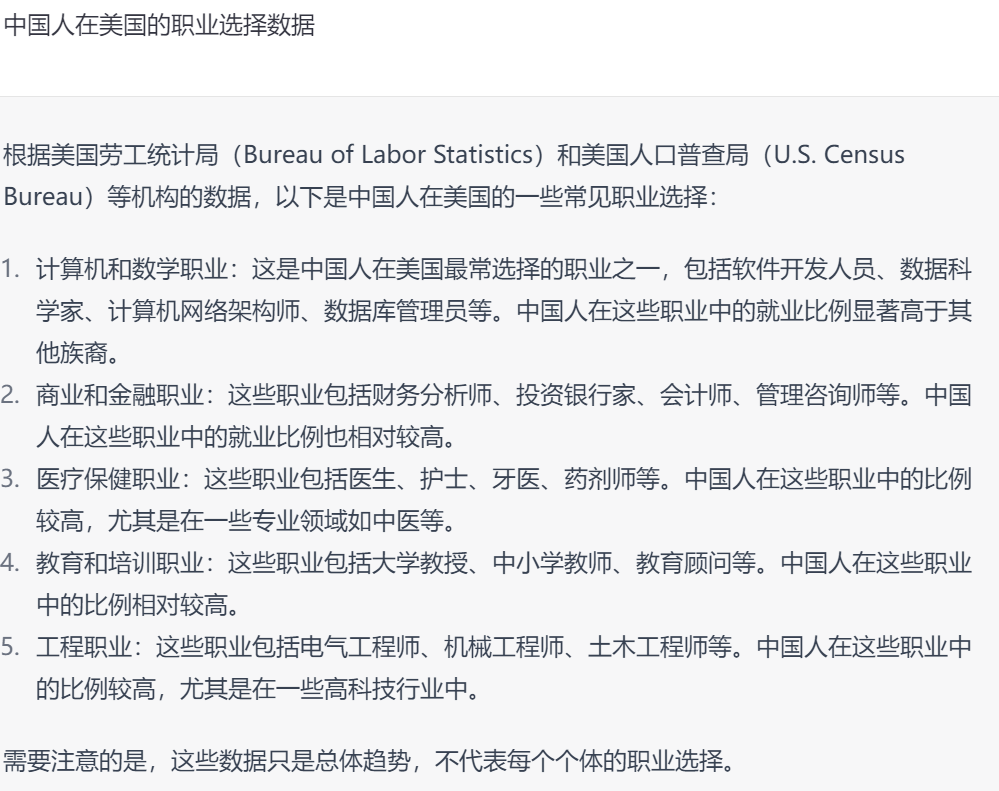 中国人在美国的职业选择数据
根据美国劳工统计局（Bureau of Labor Statistics）和美国人口普查局（U.S. Census
Bureau）等机构的数据，以下是中国人在美国的一些常见职业选择：
1. 计算机和数学职业：这是中国人在美国最常选择的职业之一，包括软件开发人员、数据科
学家、计算机网络架构师、数据库管理员等。中国人在这些职业中的就业比例显著高于其
他族裔。
2. 商业和金融职业：这些职业包括财务分析师、投资银行家、会计师、管理咨询师等。中国
人在这些职业中的就业比例也相对较高。
3. 医疗保健职业：这些职业包括医生、护士、牙医、药剂师等。中国人在这些职业中的比例
较高，尤其是在一些专业领域如中医等。
4. 教育和培训职业：这些职业包括大学教授、中小学教师、教育顾问等。中国人在这些职业
中的比例相对较高。
5. 工程职业：这些职业包括电气工程师、机械工程师、土木工程师等。中国人在这些职业中
的比例较高，尤其是在一些高科技行业中。
需要注意的是，这些数据只是总体趋势，不代表每个个体的职业选择。